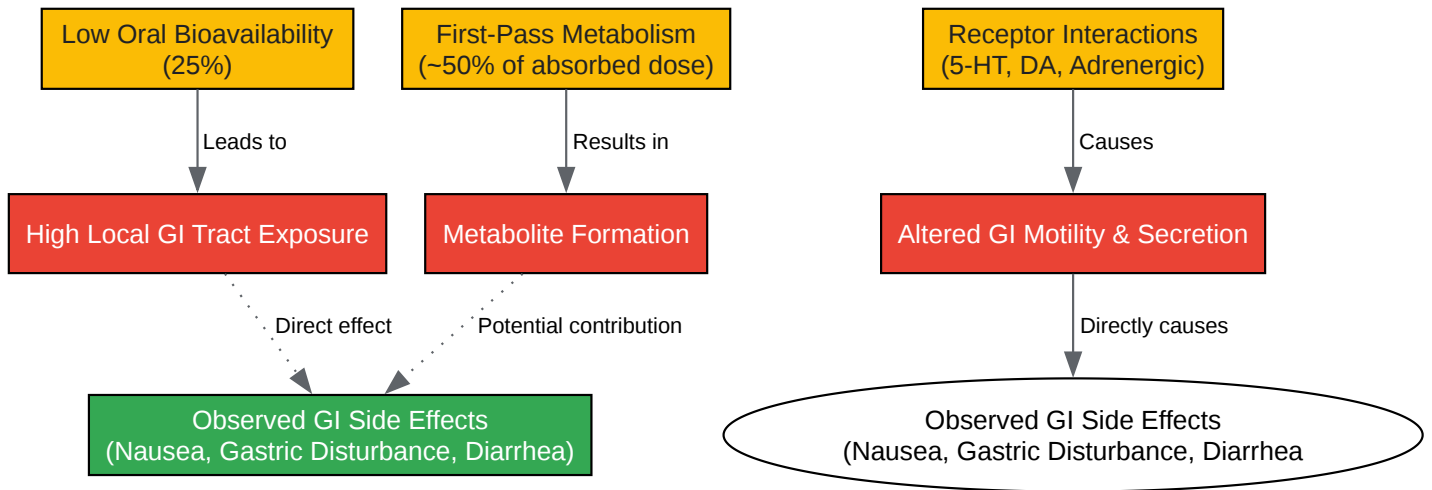 Low Oral Bioavailability
(25%)
First-Pass Metabolism
(~50% of absorbed dose)
Receptor Interactions
(5-HT, DA, Adrenergic)
Leads to
Results in
Causes
High Local GI Tract Exposure
Metabolite Formation
Altered GI Motility & Secretion
Direct effect
Potential contribution
Directly causes
Observed GI Side Effects
(Nausea, Gastric Disturbance, Diarrhea)
Observed GI Side Effects
(Nausea, Gastric Disturbance, Diarrhea